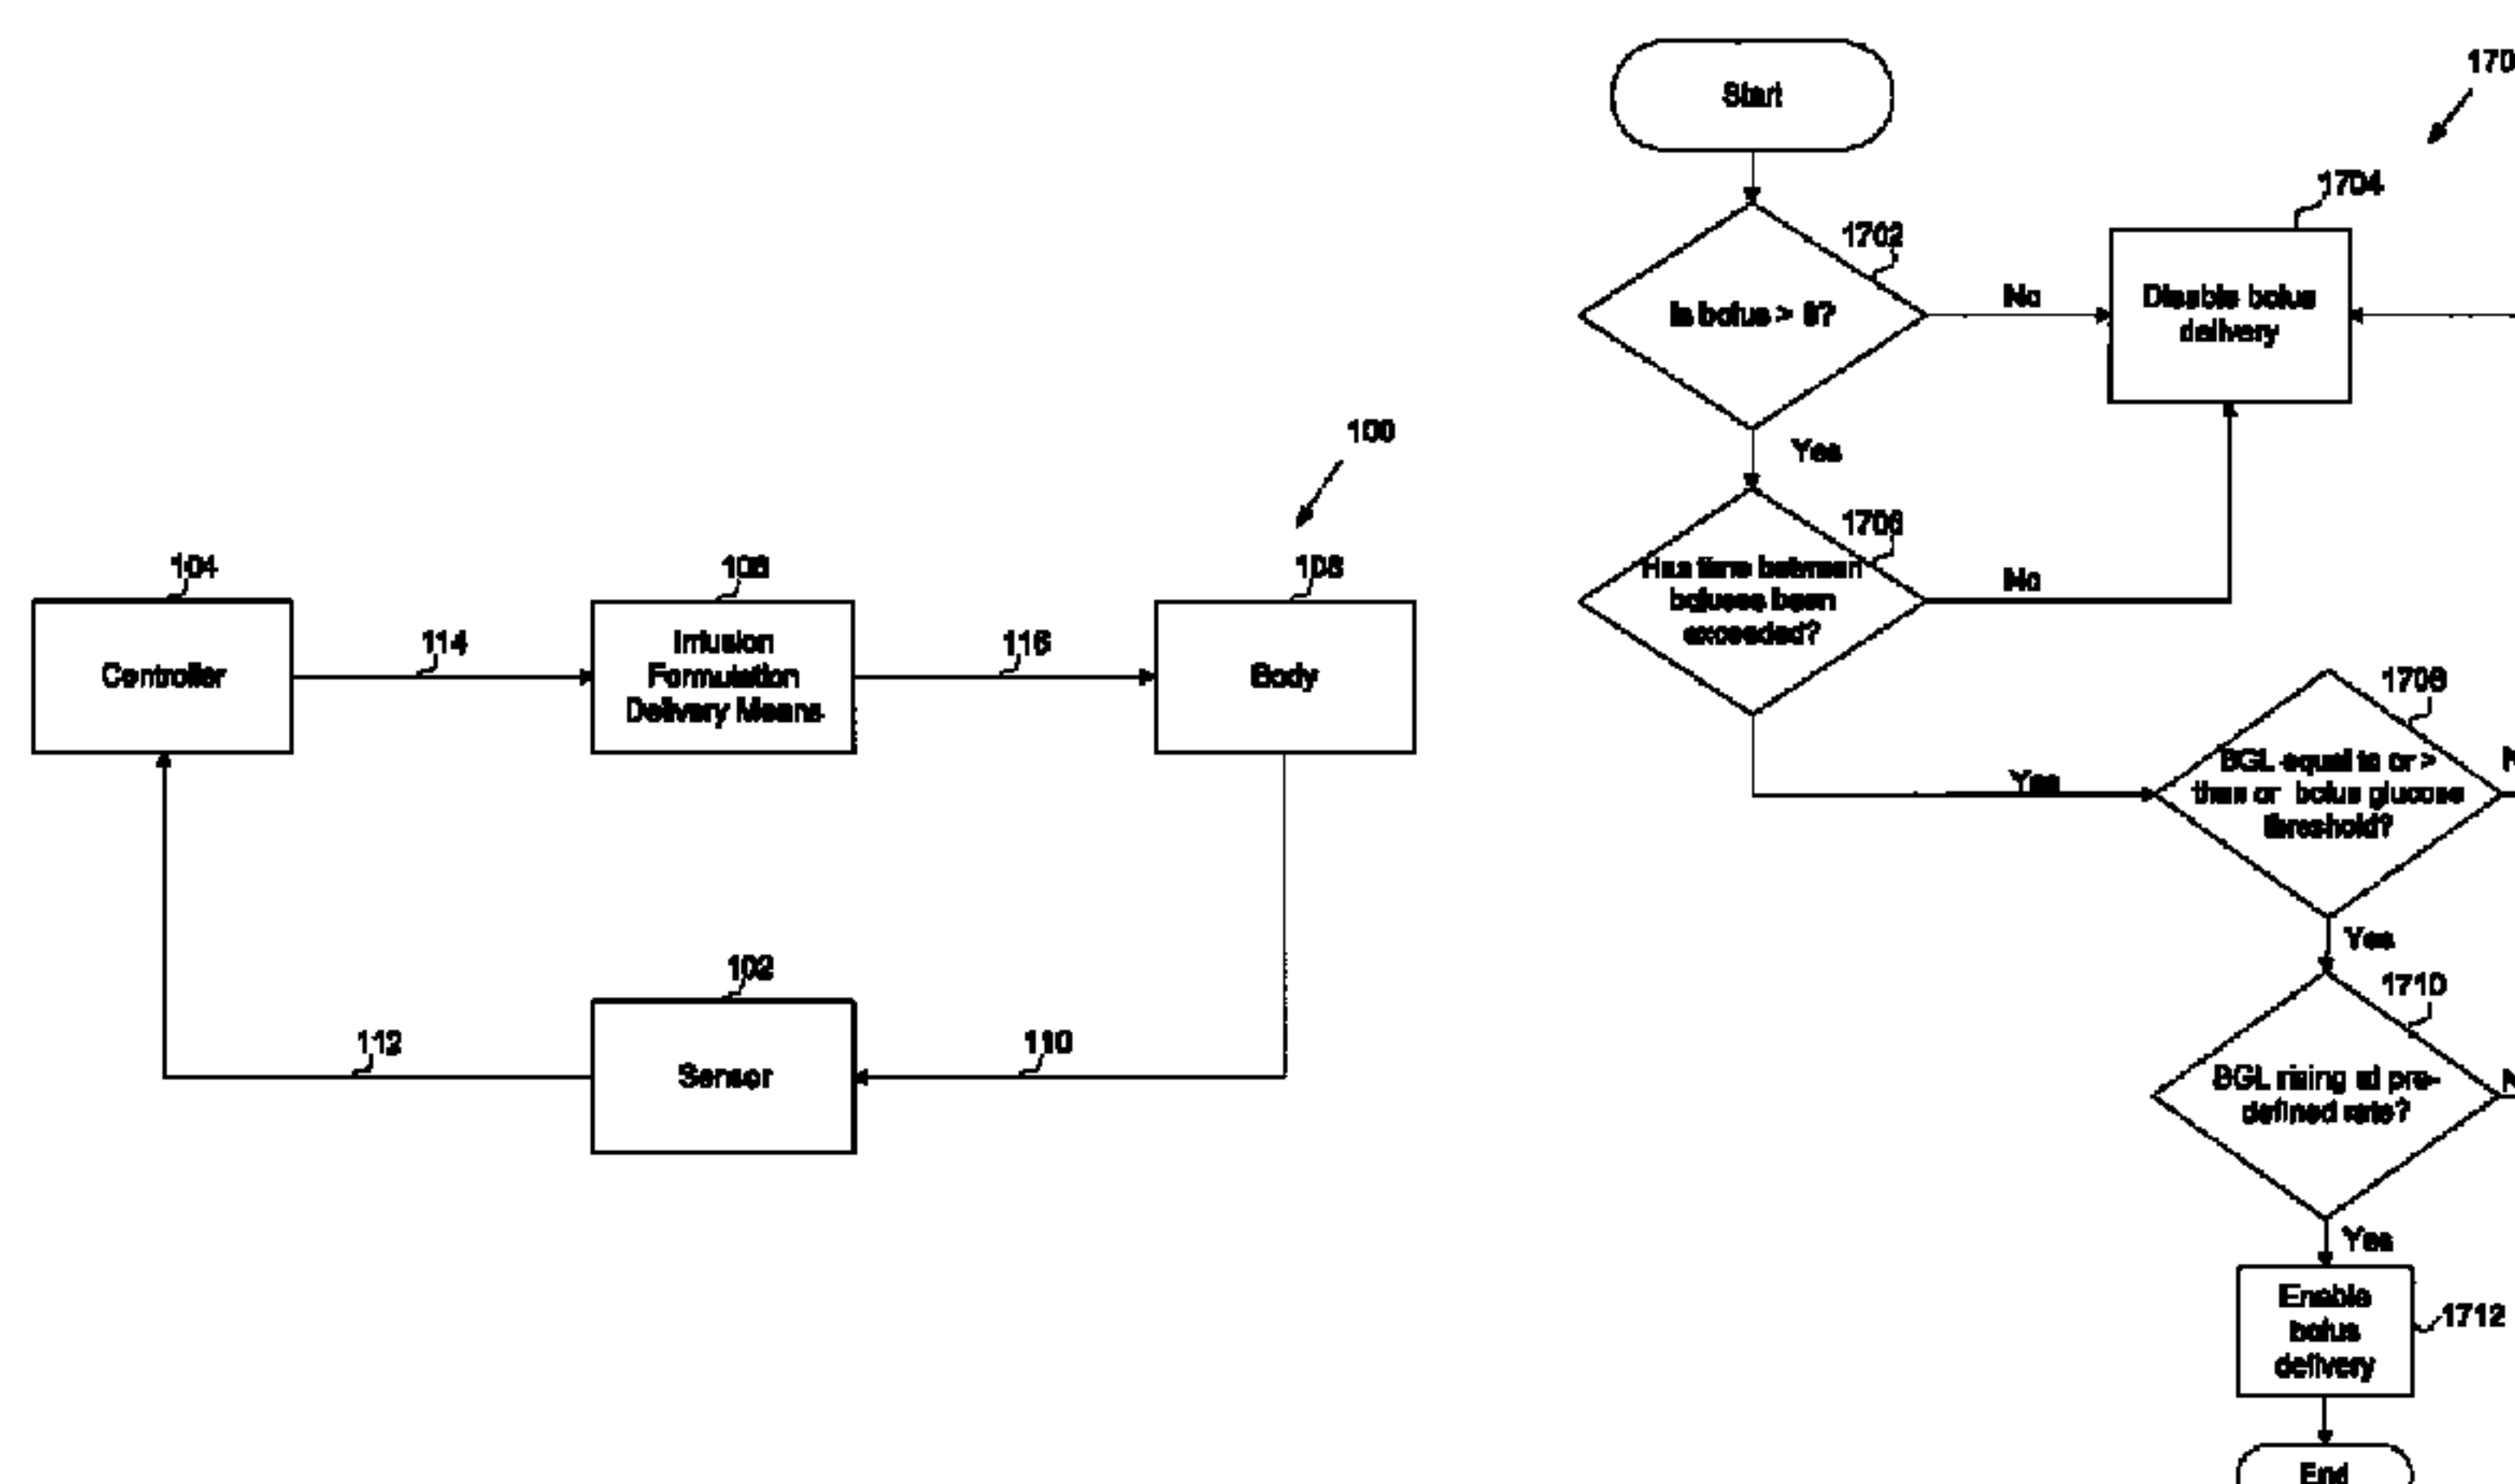 100
104
Controller
114
Infusion
Formulation
Delivery Means
116
Body
102
Sensor
112
110
Start
170
1702
Is bolus > 0?
No
1704
Disable bolus
delivery
Yes
1706
Has time between
boluses been
exceeded?
No
Yes
1708
BGL equal to or >
than or bolus glucose
threshold?
Yes
1710
BGL rising at pre-
defined rate?
Yes
Enable
bolus
delivery
1712
End